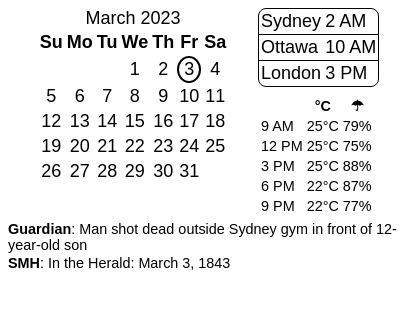 March 2023
Su Mo Tu We Th Fr Sa
1 2 3 4
5 6 7 8 9 10 11
12 13 14 15 16 17 18
19 20 21 22 23 24 25
26 27 28 29 30 31
Sydney 2 AM
Ottawa 10 AM
London 3 PM
°C ☂
9 AM 25°C 79%
12 PM 25°C 75%
3 PM 25°C 88%
6 PM 22°C 87%
9 PM 22°C 77%
Guardian: Man shot dead outside Sydney gym in front of 12-
year-old son
SMH: In the Herald: March 3, 1843